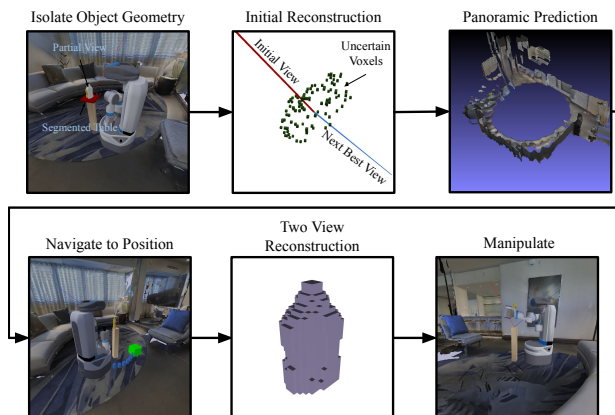 Isolate Object Geometry
Initial Reconstruction
Panoramic Prediction
Partial View
Segmented Table
Initial View
Uncertain
Voxels
Next Best View
Navigate to Position
Two View
Reconstruction
Manipulate